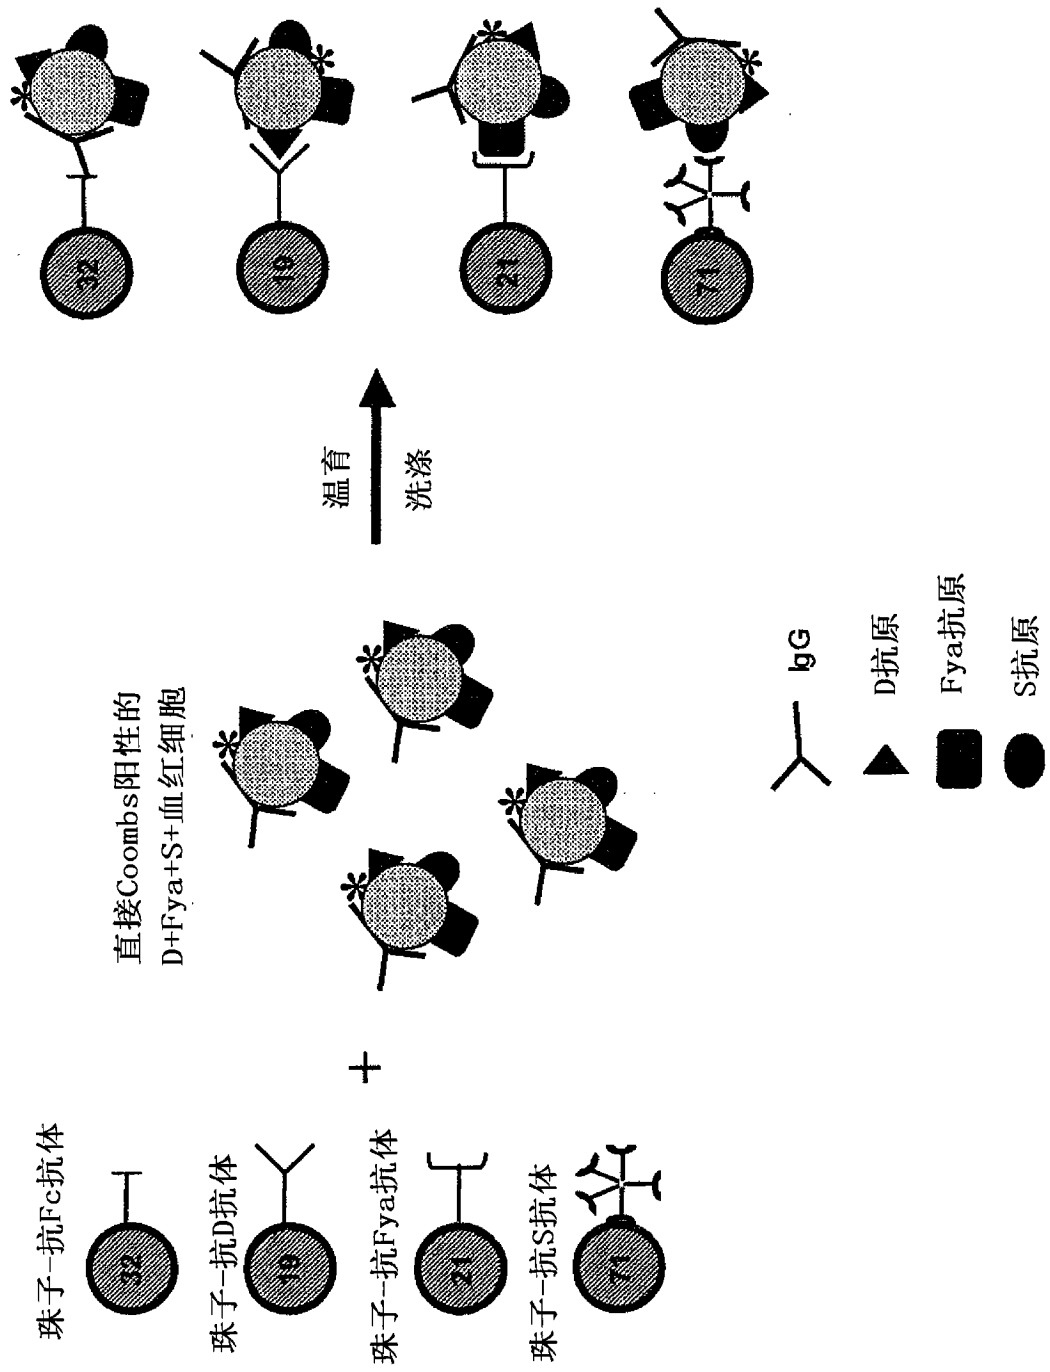 珠子-抗Fc抗体
32
珠子-抗D抗体
19
珠子-抗Fya抗体
21
珠子-抗S抗体
71
+
直接Coombs阳性的
D+Fya+S+血红细胞
温育
洗涤
32
19
21
71
IgG
D抗原
Fya抗原
S抗原